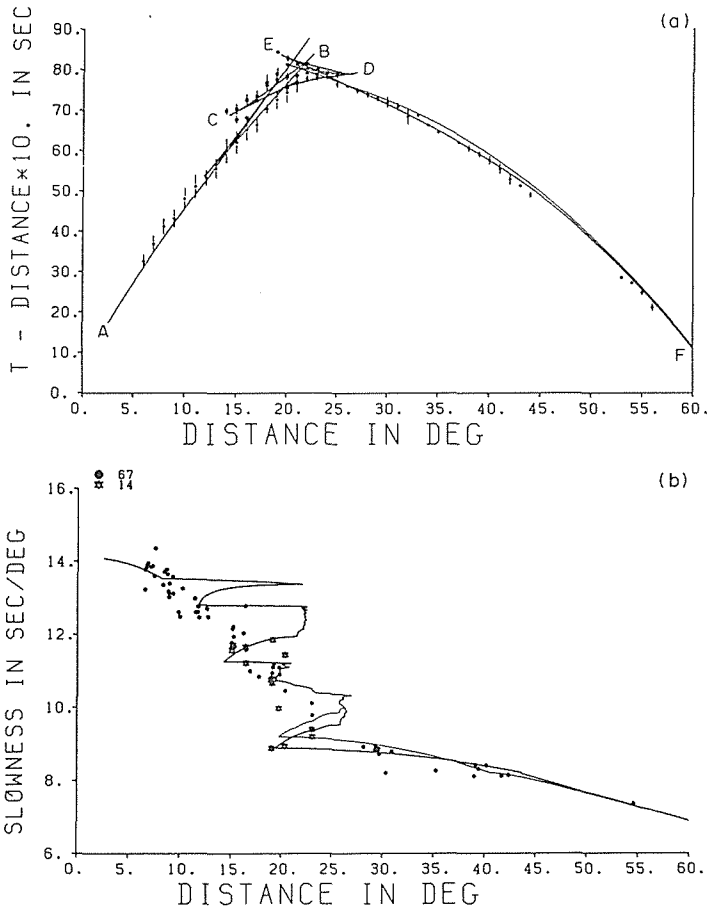 (a)
T - DISTANCE*10. IN SEC
90.
80.
70.
60.
50.
40.
30.
20.
10.
0.
E
B
D
C
A
F
0. 5. 10. 15. 20. 25. 30. 35. 40. 45. 50. 55. 60.
DISTANCE IN DEG
(b)
67
14
SLOWNESS IN SEC/DEG
16.
14.
12.
10.
8.
6.
0. 5. 10. 15. 20. 25. 30. 35. 40. 45. 50. 55. 60.
DISTANCE IN DEG